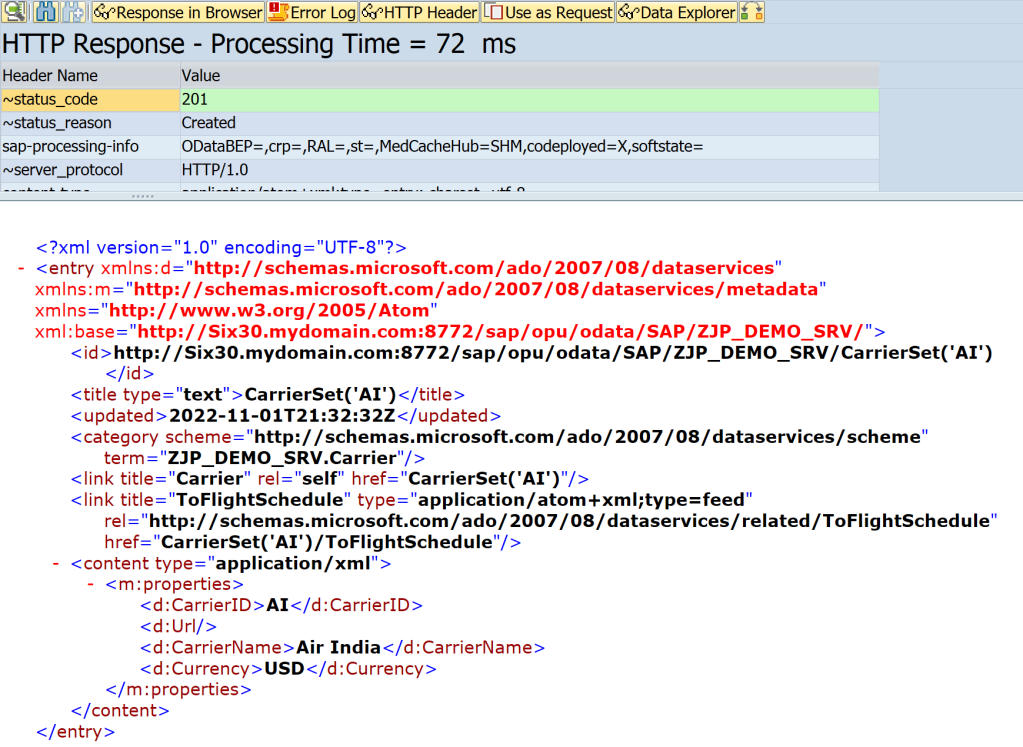 Response in Browser Error Log HTTP Header Use as Request Data Explorer
HTTP Response - Processing Time = 72 ms
Header Name Value
~status_code 201
~status_reason Created
sap-processing-info ODataBEP=,crp=,RAL=,st=,MedCacheHub=SHM,codeployed=X,softstate=
~server_protocol HTTP/1.0
<?xml version="1.0" encoding="UTF-8"?>
- <entry xmlns:d="http://schemas.microsoft.com/ado/2007/08/dataservices"
xmlns:m="http://schemas.microsoft.com/ado/2007/08/dataservices/metadata"
xmlns="http://www.w3.org/2005/Atom"
xml:base="http://Six30.mydomain.com:8772/sap/opu/odata/SAP/ZJP_DEMO_SRV/">
<id>http://Six30.mydomain.com:8772/sap/opu/odata/SAP/ZJP_DEMO_SRV/CarrierSet('AI')
</id>
<title type="text">CarrierSet('AI')</title>
<updated>2022-11-01T21:32:32Z</updated>
<category scheme="http://schemas.microsoft.com/ado/2007/08/dataservices/scheme"
term="ZJP_DEMO_SRV.Carrier"/>
<link title="Carrier" rel="self" href="CarrierSet('AI')"/>
<link title="ToFlightSchedule" type="application/atom+xml;type=feed"
rel="http://schemas.microsoft.com/ado/2007/08/dataservices/related/ToFlightSchedule"
href="CarrierSet('AI')/ToFlightSchedule"/>
- <content type="application/xml">
- <m:properties>
<d:CarrierID>AI</d:CarrierID>
<d:Url/>
<d:CarrierName>Air India</d:CarrierName>
<d:Currency>USD</d:Currency>
</m:properties>
</content>
</entry>